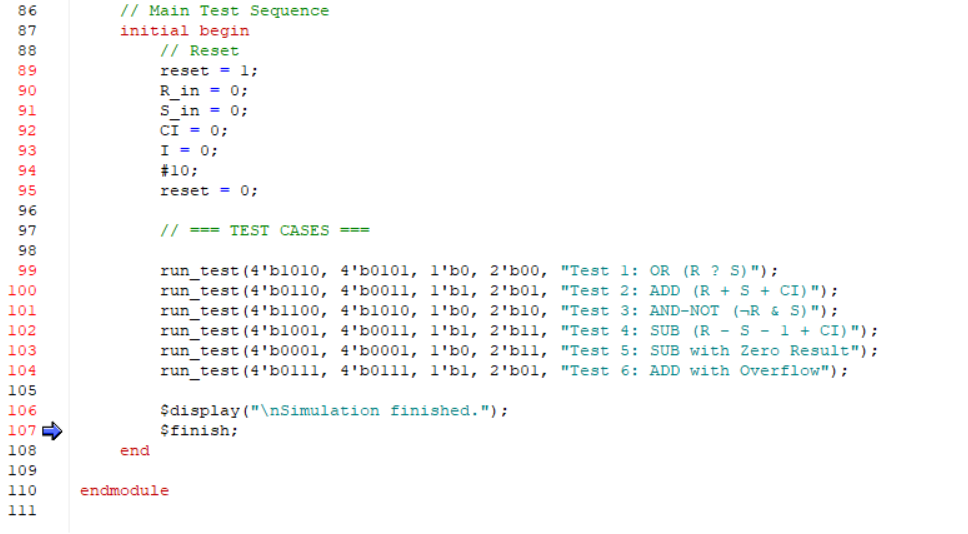 86 // Main Test Sequence
87 initial begin
88 // Reset
89 reset = 1;
90 R_in = 0;
91 S_in = 0;
92 CI = 0;
93 I = 0;
94 #10;
95 reset = 0;
96
97 // === TEST CASES ===
98
99 run_test(4'b1010, 4'b0101, 1'b0, 2'b00, "Test 1: OR (R ? S)");
100 run_test(4'b0110, 4'b0011, 1'b1, 2'b01, "Test 2: ADD (R + S + CI)");
101 run_test(4'b1100, 4'b1010, 1'b0, 2'b10, "Test 3: AND-NOT (¬R & S)");
102 run_test(4'b1001, 4'b0011, 1'b1, 2'b11, "Test 4: SUB (R - S - 1 + CI)");
103 run_test(4'b0001, 4'b0001, 1'b0, 2'b11, "Test 5: SUB with Zero Result");
104 run_test(4'b0111, 4'b0111, 1'b1, 2'b01, "Test 6: ADD with Overflow");
105
106 $display("\nSimulation finished.");
107 $finish;
108 end
109
110 endmodule
111